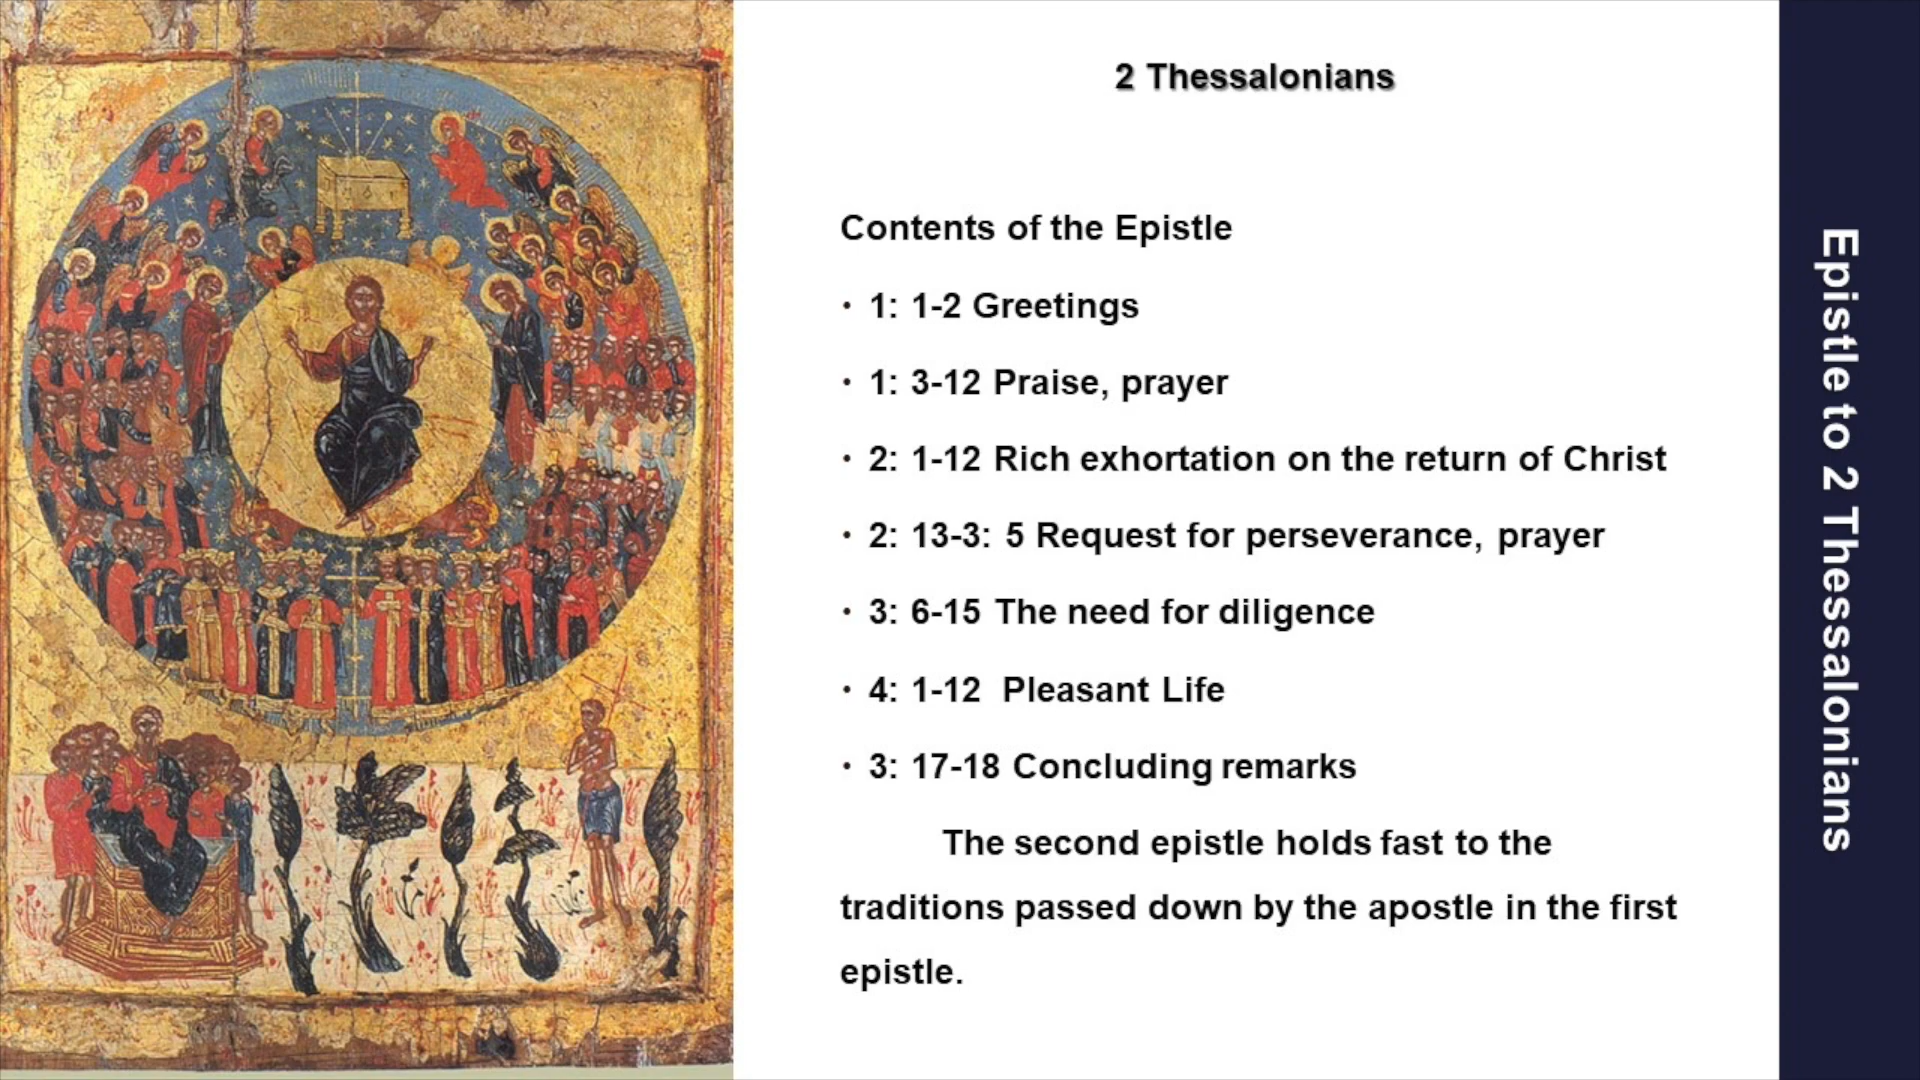 2 Thessalonians
Contents of the Epistle
• 1: 1-2 Greetings
• 1: 3-12 Praise, prayer
• 2: 1-12 Rich exhortation on the return of Christ
• 2: 13-3: 5 Request for perseverance, prayer
• 3: 6-15 The need for diligence
• 4: 1-12 Pleasant Life
• 3: 17-18 Concluding remarks
The second epistle holds fast to the
traditions passed down by the apostle in the first
epistle.
Epistle to 2 Thessalonians